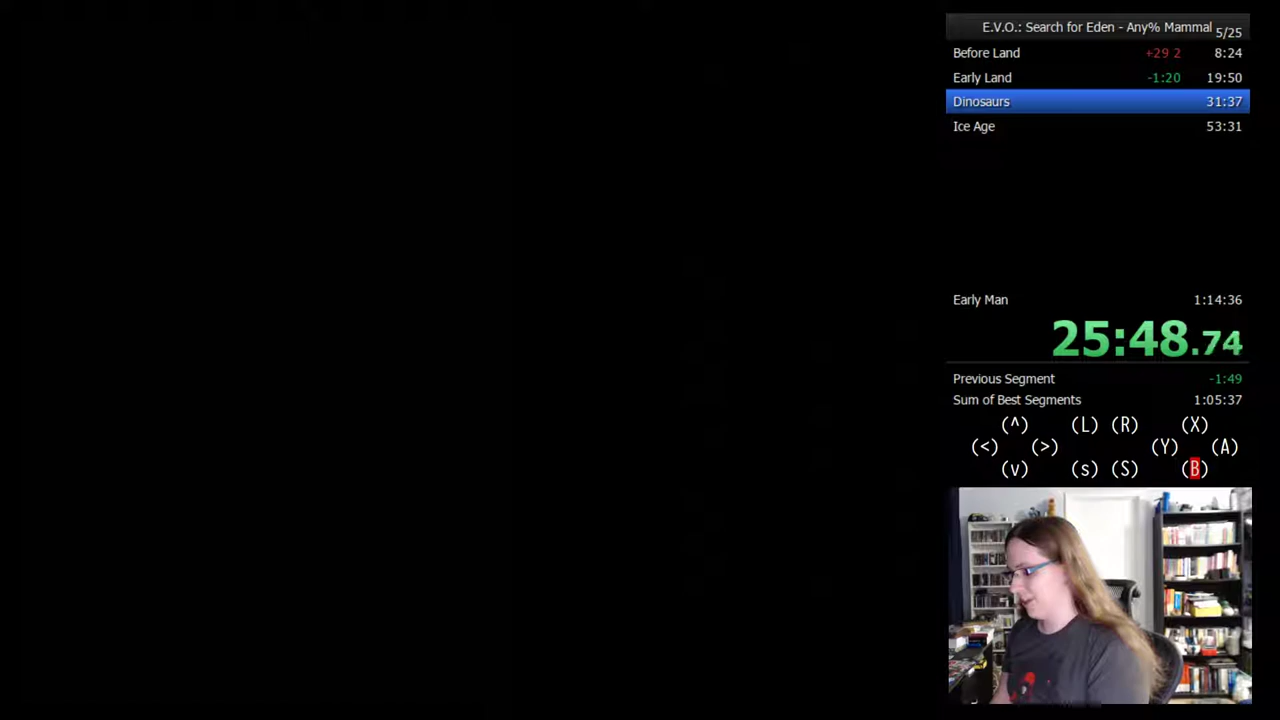 E.V.O.: Search for Eden - Any% Mammal 5/25
Before Land +29 2 8:24
Early Land -1:20 19:50
Dinosaurs 31:37
Ice Age 53:31
Early Man 1:14:36
25:48.74
Previous Segment -1:49
Sum of Best Segments 1:05:37
(^) (L) (R) (X)
(<) (>) (Y) (A)
(v) (s) (S) (B)